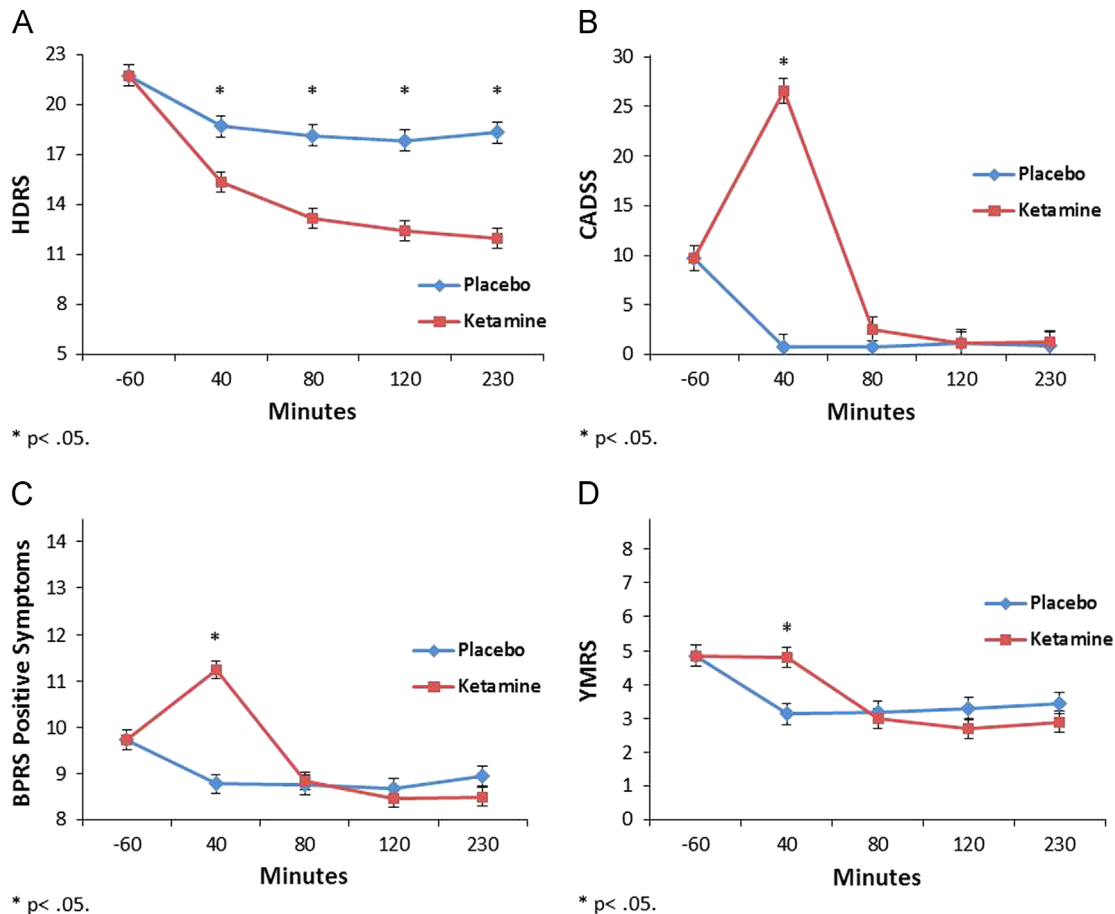 A
23
20
17
14
11
8
5
HDRS
* * * *
Placebo
Ketamine
-60 40 80 120 230
Minutes
* p< .05.
B
30
25
20
15
10
5
0
CADSS
*
Placebo
Ketamine
-60 40 80 120 230
Minutes
* p< .05.
C
14
13
12
11
10
9
8
BPRS Positive Symptoms
*
Placebo
Ketamine
-60 40 80 120 230
Minutes
* p< .05.
D
8
7
6
5
4
3
2
1
0
YMRS
*
Placebo
Ketamine
-60 40 80 120 230
Minutes
* p< .05.